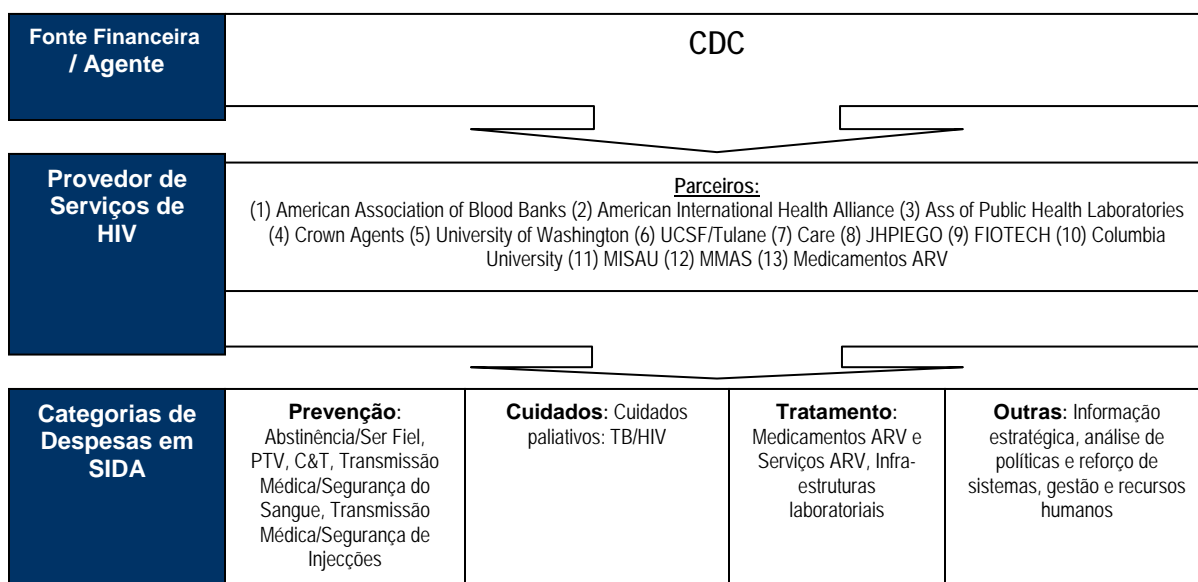 Fonte Financeira
/ Agente
CDC
Provedor de
Serviços de
HIV
Parceiros:
(1) American Association of Blood Banks (2) American International Health Alliance (3) Ass of Public Health Laboratories
(4) Crown Agents (5) University of Washington (6) UCSF/Tulane (7) Care (8) JHPIEGO (9) FIOTECH (10) Columbia
University (11) MISAU (12) MMAS (13) Medicamentos ARV
Categorias de
Despesas em
SIDA
Prevenção:
Abstinência/Ser Fiel,
PTV, C&T, Transmissão
Médica/Segurança do
Sangue, Transmissão
Médica/Segurança de
Injecções
Cuidados: Cuidados
paliativos: TB/HIV
Tratamento:
Medicamentos ARV e
Serviços ARV, Infra-
estruturas
laboratoriais
Outras: Informação
estratégica, análise de
políticas e reforço de
sistemas, gestão e recursos
humanos